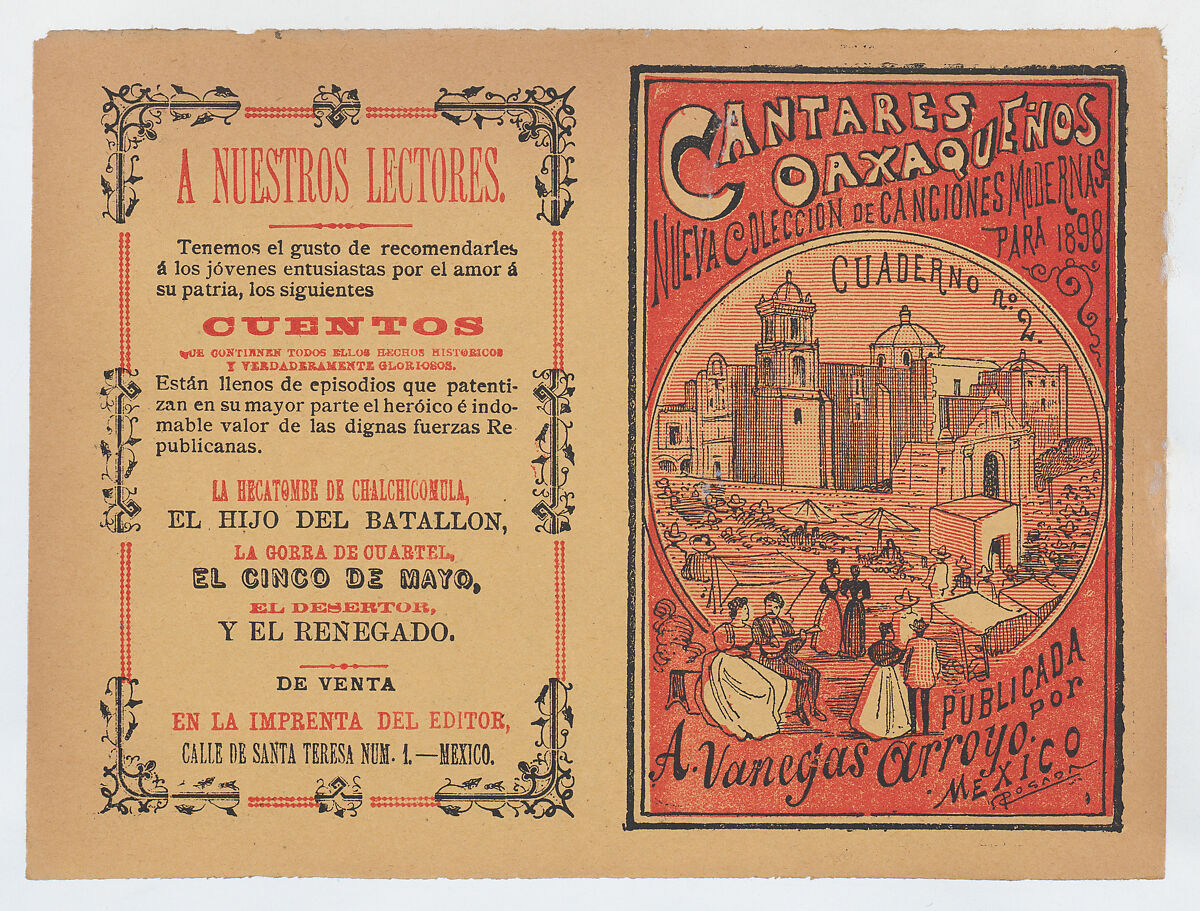 A NUESTROS LECTORES.
Tenemos el gusto de recomendarles
á los jóvenes entusiastas por el amor á
su patria, los siguientes
CUENTOS
QUE CONTIENEN TODOS ELLOS HECHOS HISTORICOS
Y VERDADERAMENTE GLORIOSOS.
Están llenos de episodios que patenti-
zan en su mayor parte el heróico é indo-
mable valor de las dignas fuerzas Re
publicanas.
LA HECATOMBE DE CHALCHICOMULA,
EL HIJO DEL BATALLON,
LA GORRA DE CUARTEL,
EL CINCO DE MAYO,
EL DESERTOR,
Y EL RENEGADO.
DE VENTA
EN LA IMPRENTA DEL EDITOR,
CALLE DE SANTA TERESA NUM. 1.—MEXICO.
CANTARES
OAXAQUEÑOS
NUEVA COLECCION DE CANCIONES MODERNAS
PARA 1898
CUADERNO no. 2.
PUBLICADA
por
A. Vanegas Arroyo.
MEXICO
POSADA